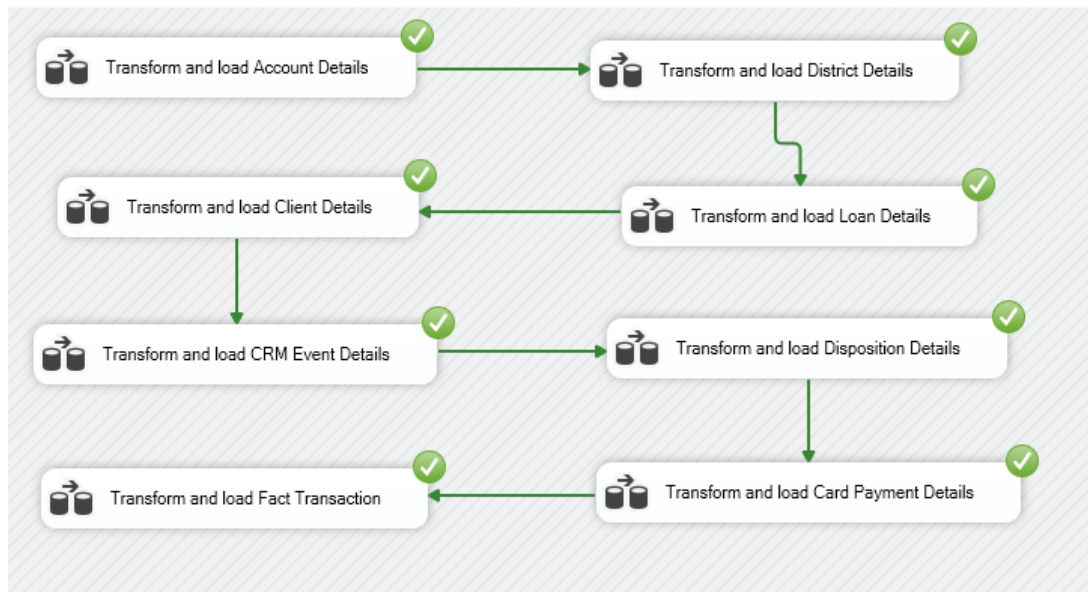 Transform and load Account Details
Transform and load District Details
Transform and load Client Details
Transform and load Loan Details
Transform and load CRM Event Details
Transform and load Disposition Details
Transform and load Fact Transaction
Transform and load Card Payment Details